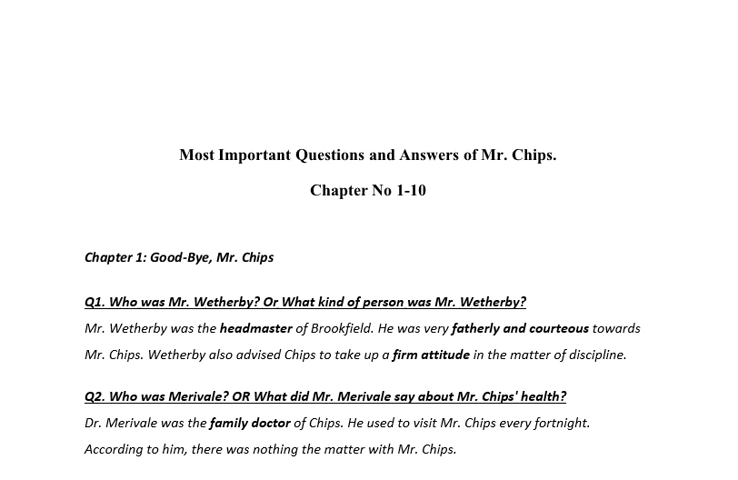 Most Important Questions and Answers of Mr. Chips.
Chapter No 1-10
Chapter 1: Good-Bye, Mr. Chips
Q1. Who was Mr. Wetherby? Or What kind of person was Mr. Wetherby?
Mr. Wetherby was the headmaster of Brookfield. He was very fatherly and courteous towards
Mr. Chips. Wetherby also advised Chips to take up a firm attitude in the matter of discipline.
Q2. Who was Merivale? OR What did Mr. Merivale say about Mr. Chips' health?
Dr. Merivale was the family doctor of Chips. He used to visit Mr. Chips every fortnight.
According to him, there was nothing the matter with Mr. Chips.